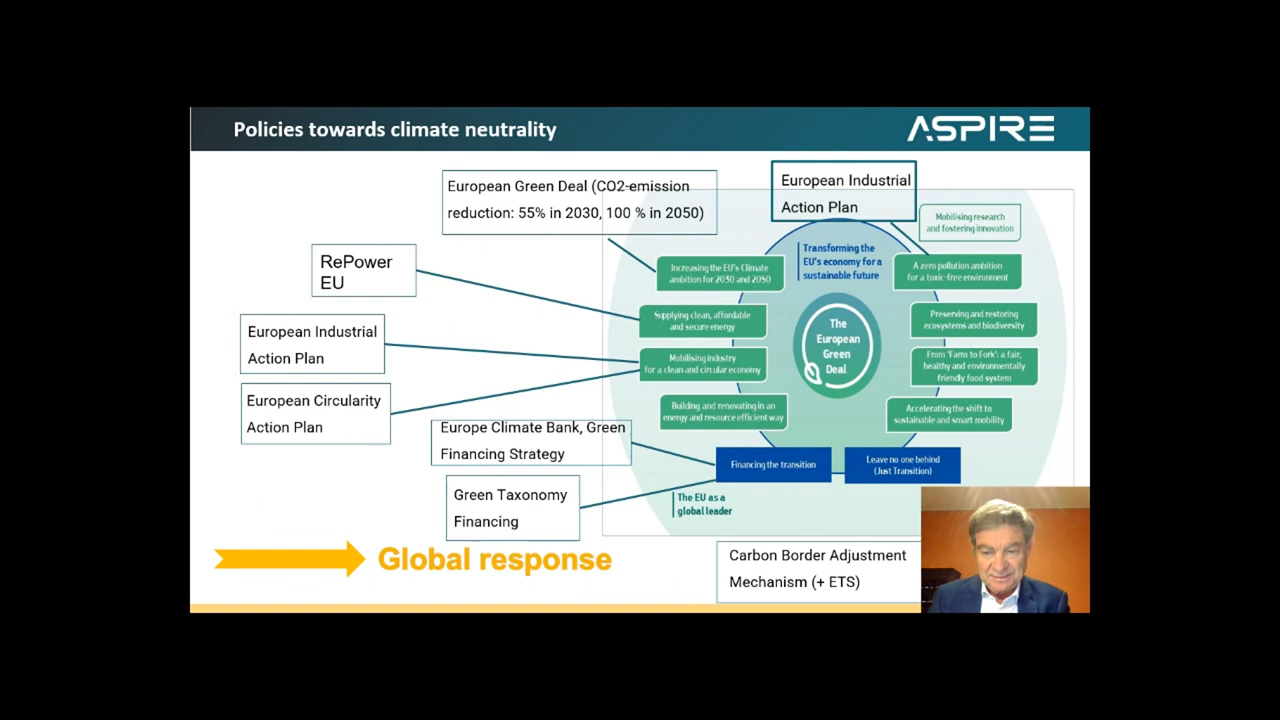 Policies towards climate neutrality
ASPIRE
European Green Deal (CO2-emission
reduction: 55% in 2030, 100 % in 2050)
European Industrial
Action Plan
Mobilising research
and fostering innovation
Transforming the
EU's economy for a
sustainable future
RePower
EU
Increasing the EU's Climate
ambition for 2030 and 2050
A zero pollution ambition
for a toxic-free environment
Supplying clean, affordable
and secure energy
Preserving and restoring
ecosystems and biodiversity
European Industrial
Action Plan
The
European
Green
Deal
Mobilising industry
for a clean and circular economy
From 'Farm to Fork': a fair,
healthy and environmentally
friendly food system
European Circularity
Action Plan
Building and renovating in an
energy and resource efficient way
Accelerating the shift to
sustainable and smart mobility
Europe Climate Bank, Green
Financing Strategy
Financing the transition
Leave no one behind
(Just Transition)
Green Taxonomy
Financing
The EU as a
global leader
Global response
Carbon Border Adjustment
Mechanism (+ ETS)